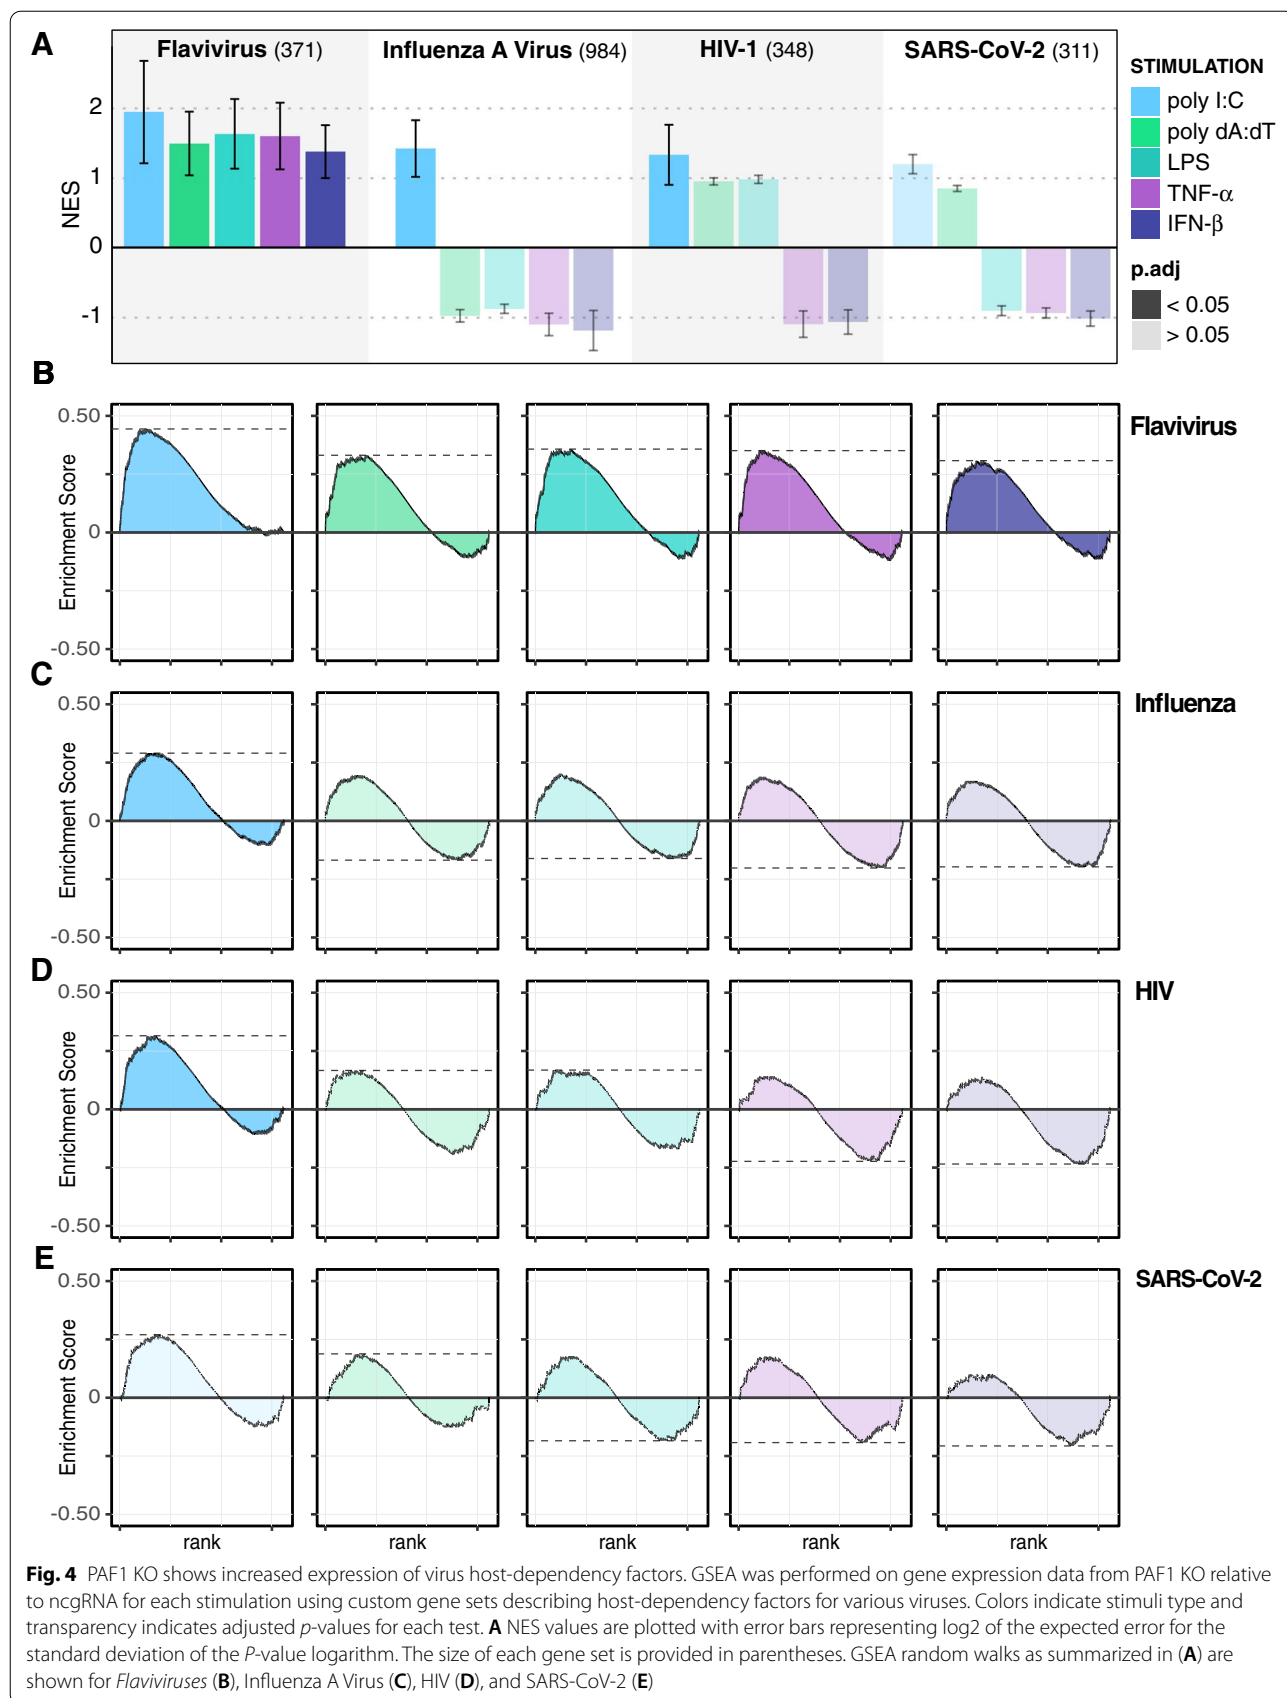 A
Flavivirus (371)
Influenza A Virus (984)
HIV-1 (348)
SARS-CoV-2 (311)
NES
2
1
0
-1
STIMULATION
poly I:C
poly dA:dT
LPS
TNF-α
IFN-β
p.adj
< 0.05
> 0.05
B
Flavivirus
Enrichment Score
0.50
0
-0.50
C
Influenza
Enrichment Score
0.50
0
-0.50
D
HIV
Enrichment Score
0.50
0
-0.50
E
SARS-CoV-2
Enrichment Score
0.50
0
-0.50
rank
rank
rank
rank
rank
Fig. 4 PAF1 KO shows increased expression of virus host-dependency factors. GSEA was performed on gene expression data from PAF1 KO relative
to ncgRNA for each stimulation using custom gene sets describing host-dependency factors for various viruses. Colors indicate stimuli type and
transparency indicates adjusted p-values for each test. A NES values are plotted with error bars representing log2 of the expected error for the
standard deviation of the P-value logarithm. The size of each gene set is provided in parentheses. GSEA random walks as summarized in (A) are
shown for Flaviviruses (B), Influenza A Virus (C), HIV (D), and SARS-CoV-2 (E)